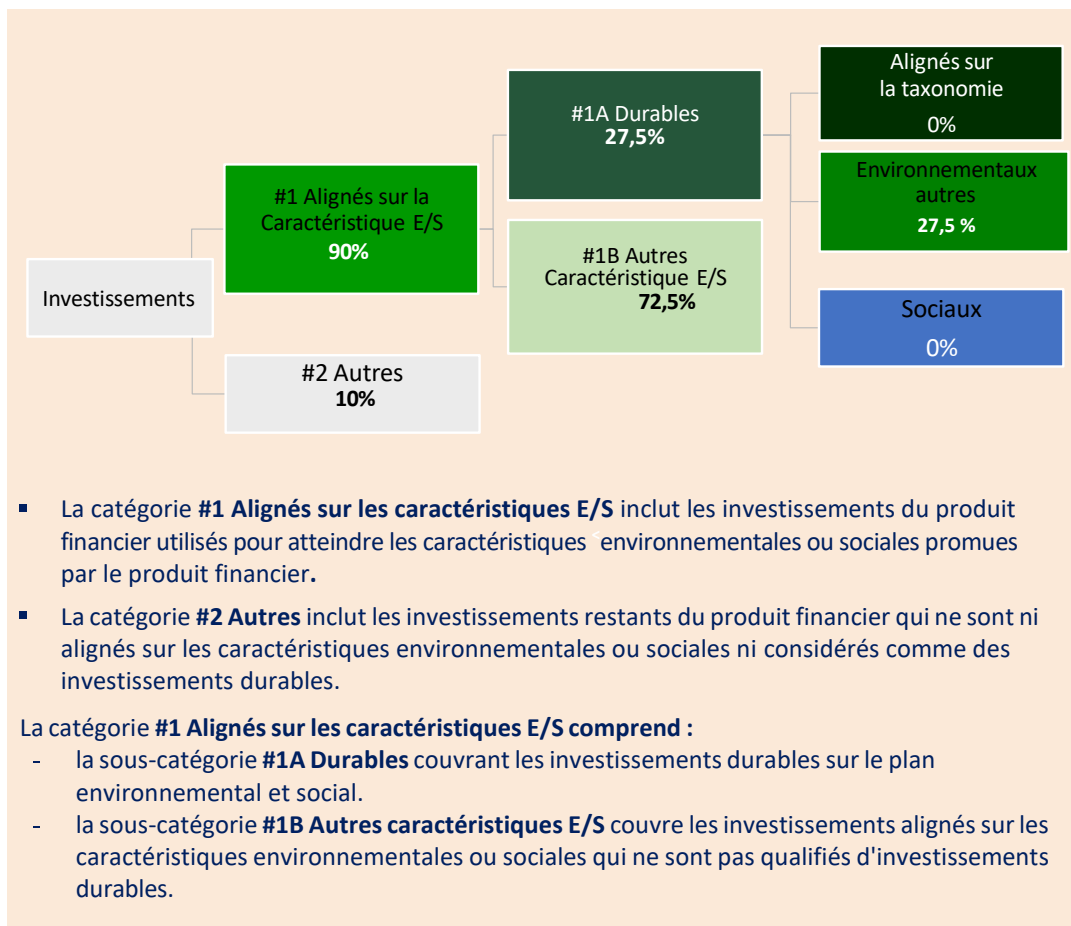 Investissements
#1 Alignés sur la
Caractéristique E/S
90%
#2 Autres
10%
#1A Durables
27,5%
#1B Autres
Caractéristique E/S
72,5%
Alignés sur
la taxonomie
0%
Environnementaux
autres
27,5 %
Sociaux
0%
▪ La catégorie #1 Alignés sur les caractéristiques E/S inclut les investissements du produit
financier utilisés pour atteindre les caractéristiques <environnementales ou sociales promues
par le produit financier.
▪ La catégorie #2 Autres inclut les investissements restants du produit financier qui ne sont ni
alignés sur les caractéristiques environnementales ou sociales ni considérés comme des
investissements durables.
La catégorie #1 Alignés sur les caractéristiques E/S comprend :
- la sous-catégorie #1A Durables couvrant les investissements durables sur le plan
environnemental et social.
- la sous-catégorie #1B Autres caractéristiques E/S couvre les investissements alignés sur les
caractéristiques environnementales ou sociales qui ne sont pas qualifiés d'investissements
durables.